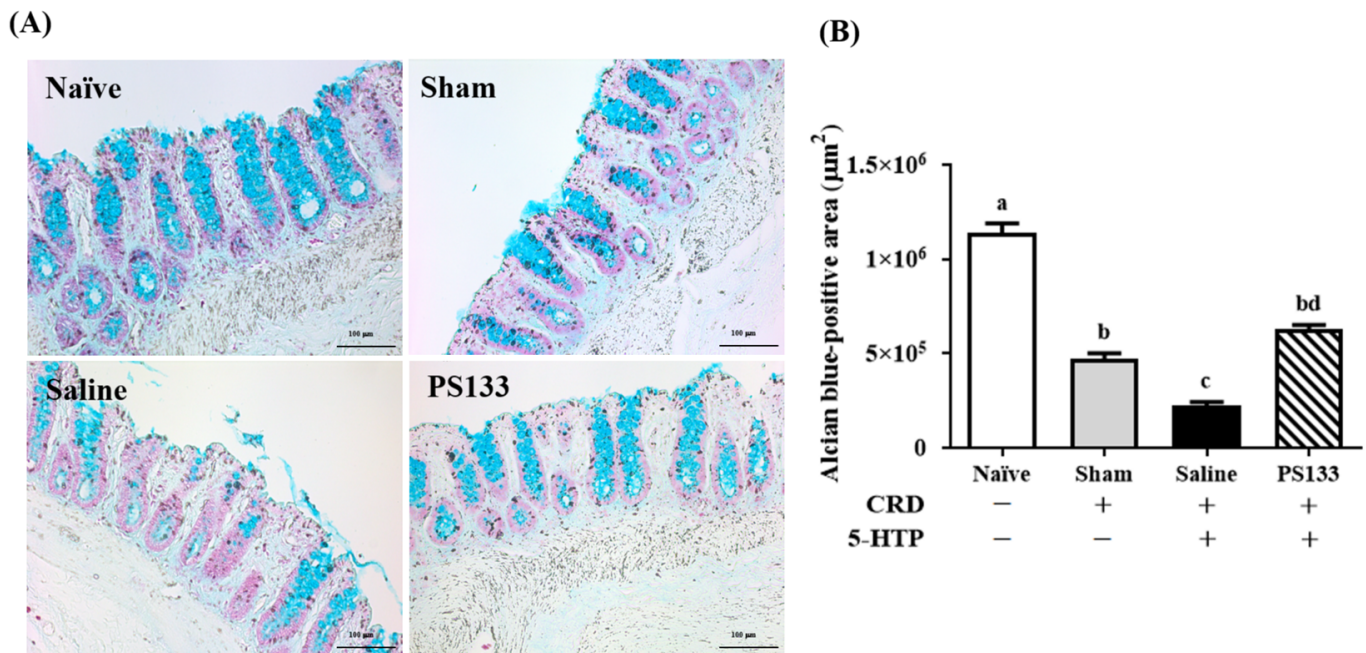 (A)
Naïve
100 µm
Sham
100 µm
Saline
100 µm
PS133
100 µm
(B)
Alcian blue-positive area (µm²)
1.5×10⁶
1×10⁶
5×10⁵
0
a
b
c
bd
Naïve Sham Saline PS133
CRD − + + +
5-HTP − − + +